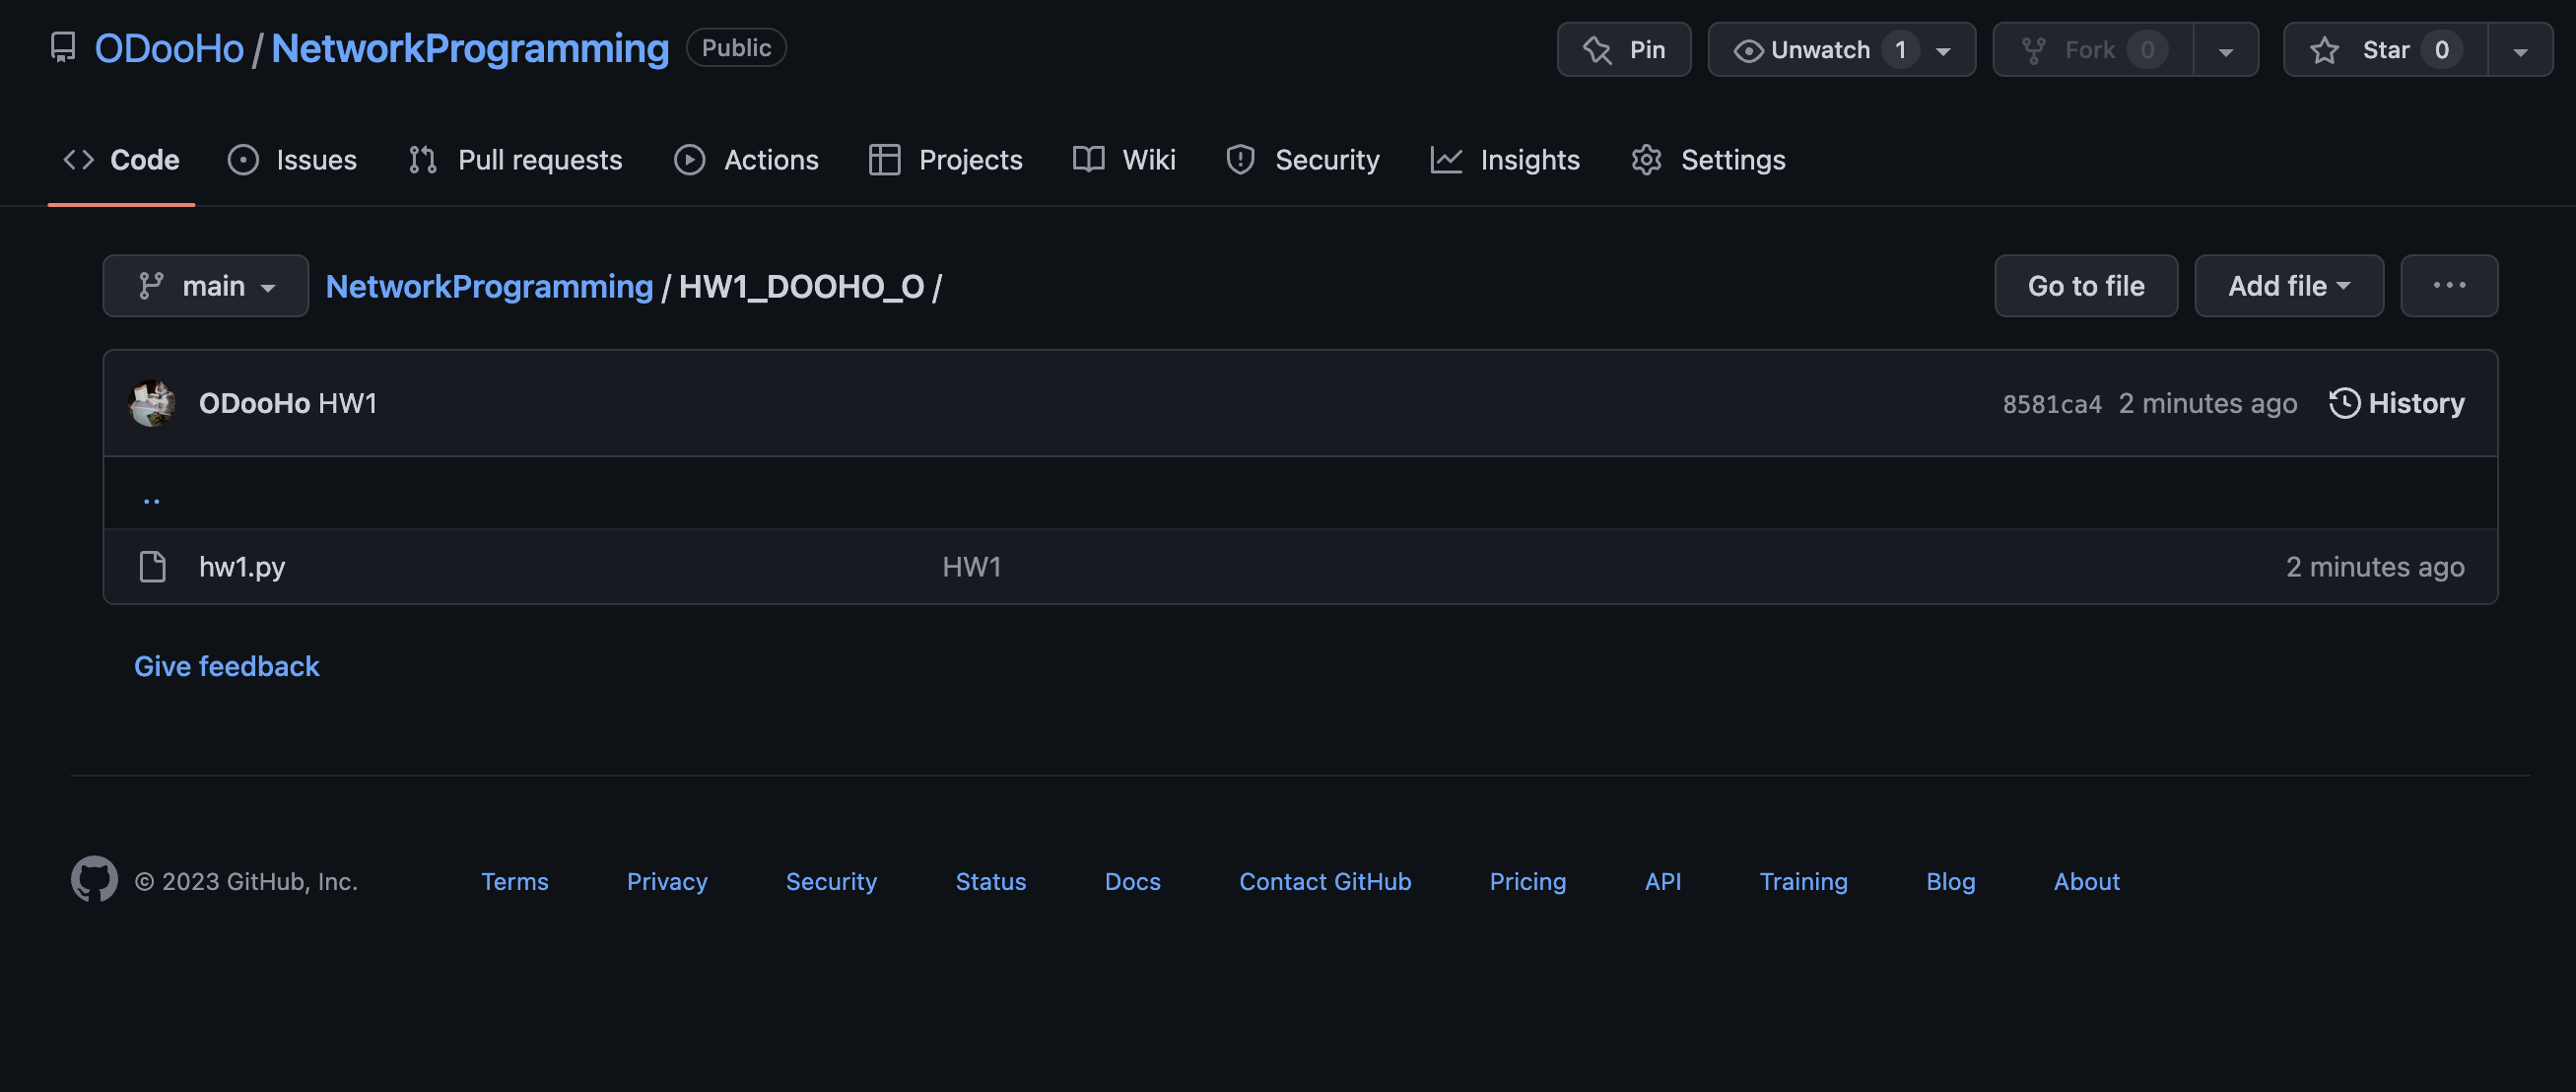 ODooHo / NetworkProgramming Public Pin Unwatch 1 Fork 0 Star 0
Code Issues Pull requests Actions Projects Wiki Security Insights Settings
main NetworkProgramming / HW1_DOOHO_O / Go to file Add file ...
ODooHo HW1 8581ca4 2 minutes ago History
..
hw1.py HW1 2 minutes ago
Give feedback
© 2023 GitHub, Inc. Terms Privacy Security Status Docs Contact GitHub Pricing API Training Blog About